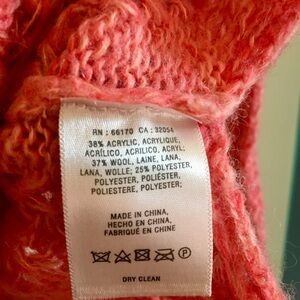 RN : 66170 CA : 32054
38% ACRYLIC, ACRYLIQUE,
ACRÍLICO, ACRILICO, ACRYL;
37% WOOL, LAINE, LANA,
LANA, WOLLE; 25% POLYESTER,
POLYESTER, POLIÉSTER,
POLIESTERE, POLYESTER;
MADE IN CHINA,
HECHO EN CHINA,
FABRIQUÉ EN CHINE
P
DRY CLEAN